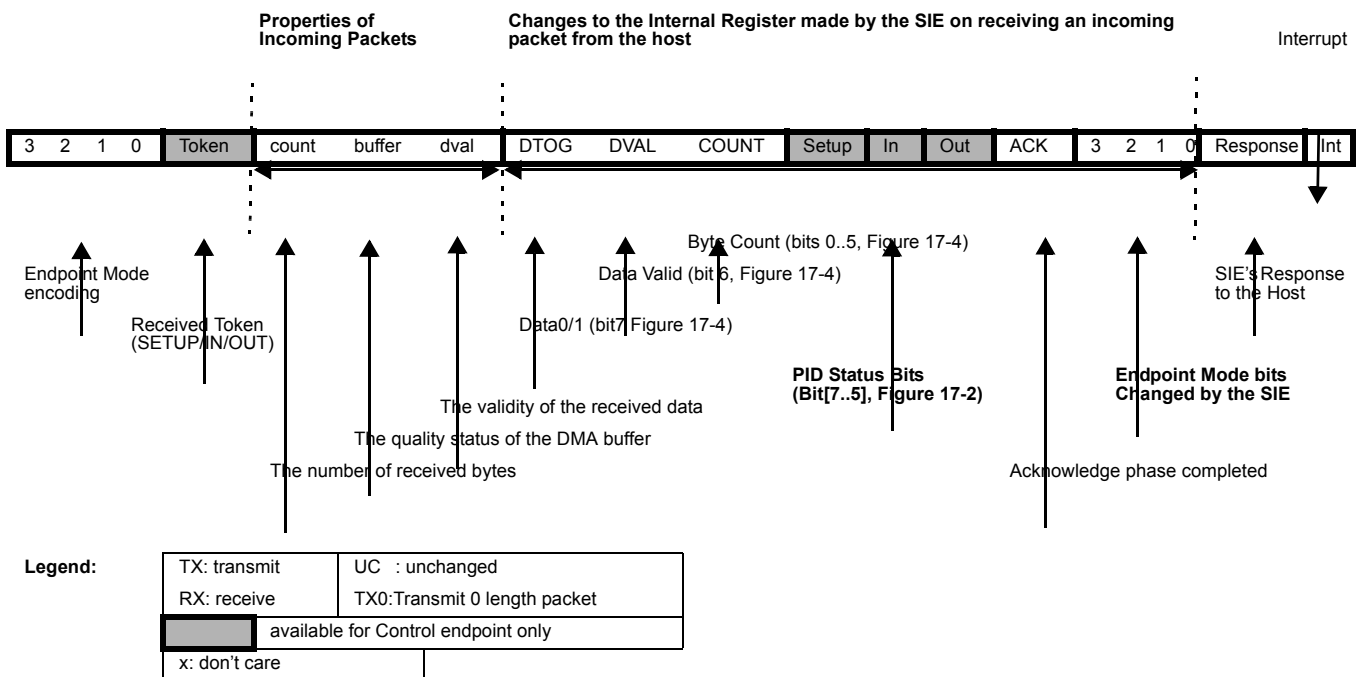 Properties of
Incoming Packets
Changes to the Internal Register made by the SIE on receiving an incoming
packet from the host
Interrupt
3 2 1 0 Token count buffer dval DTOG DVAL COUNT Setup In Out ACK 3 2 1 0 Response Int
Byte Count (bits 0..5, Figure 17-4)
Endpoint Mode
encoding
Data Valid (bit 6, Figure 17-4)
SIE's Response
to the Host
Received Token
(SETUP/IN/OUT)
Data0/1 (bit7 Figure 17-4)
PID Status Bits
(Bit[7..5], Figure 17-2)
Endpoint Mode bits
Changed by the SIE
The validity of the received data
The quality status of the DMA buffer
The number of received bytes
Acknowledge phase completed
Legend:
TX: transmit
UC : unchanged
RX: receive
TX0:Transmit 0 length packet
available for Control endpoint only
x: don't care